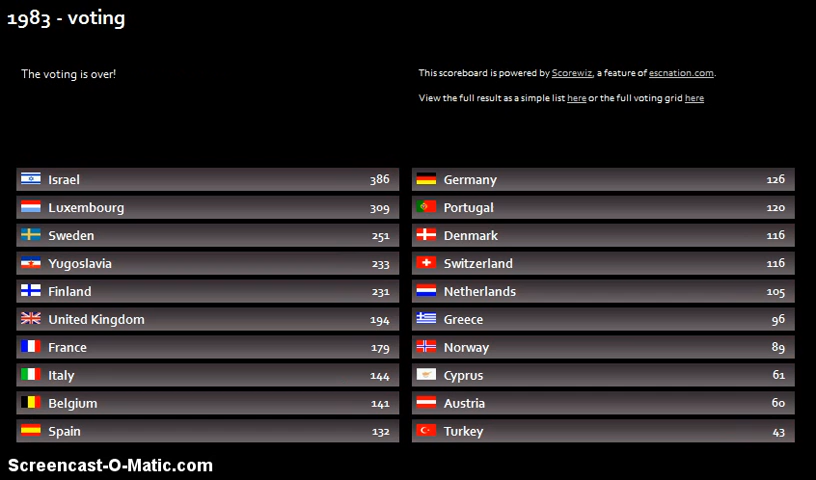 1983 - voting
The voting is over!
This scoreboard is powered by Scorewiz, a feature of escnation.com.
View the full result as a simple list here or the full voting grid here
Israel 386
Luxembourg 309
Sweden 251
Yugoslavia 233
Finland 231
United Kingdom 194
France 179
Italy 144
Belgium 141
Spain 132
Germany 126
Portugal 120
Denmark 116
Switzerland 116
Netherlands 105
Greece 96
Norway 89
Cyprus 61
Austria 60
Turkey 43
Screencast-O-Matic.com